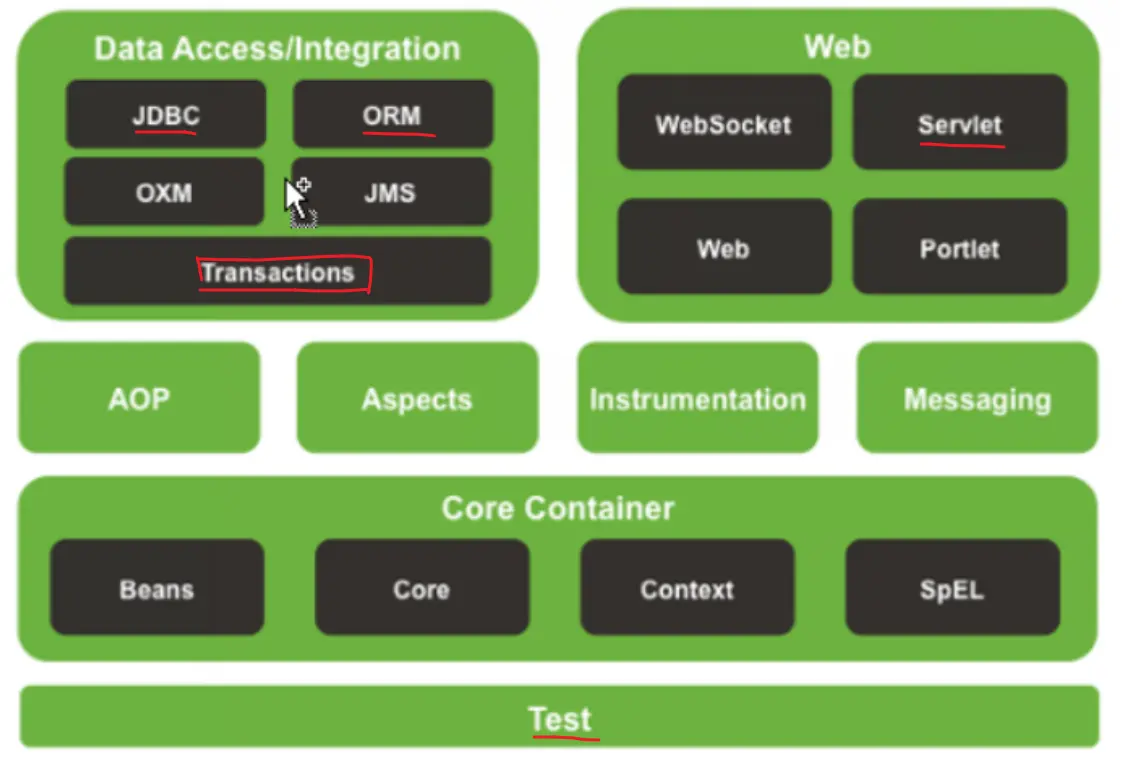 Data Access/Integration
JDBC
ORM
OXM
JMS
Transactions
Web
WebSocket
Servlet
Web
Portlet
AOP
Aspects
Instrumentation
Messaging
Core Container
Beans
Core
Context
SpEL
Test